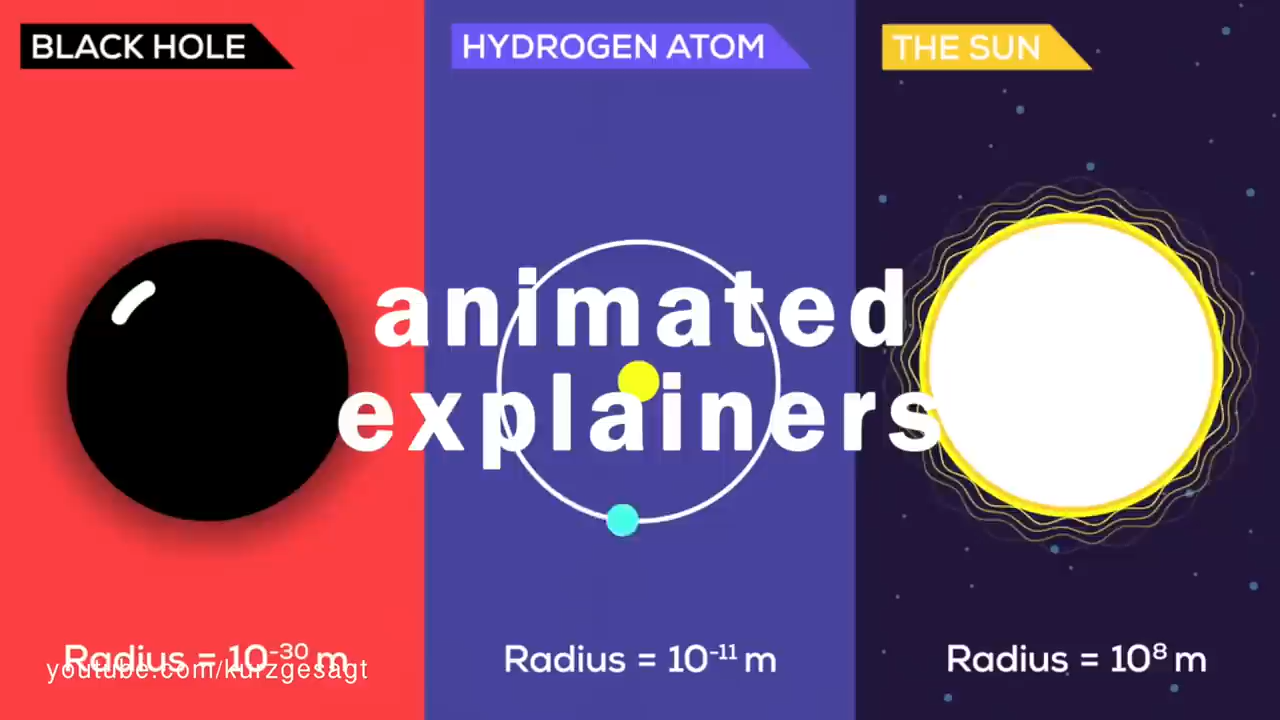 BLACK HOLE
HYDROGEN ATOM
THE SUN
animated
explainers
Radius = 10⁻³⁰ m
youtube.com/kurzgesagt
Radius = 10⁻¹¹ m
Radius = 10⁸ m